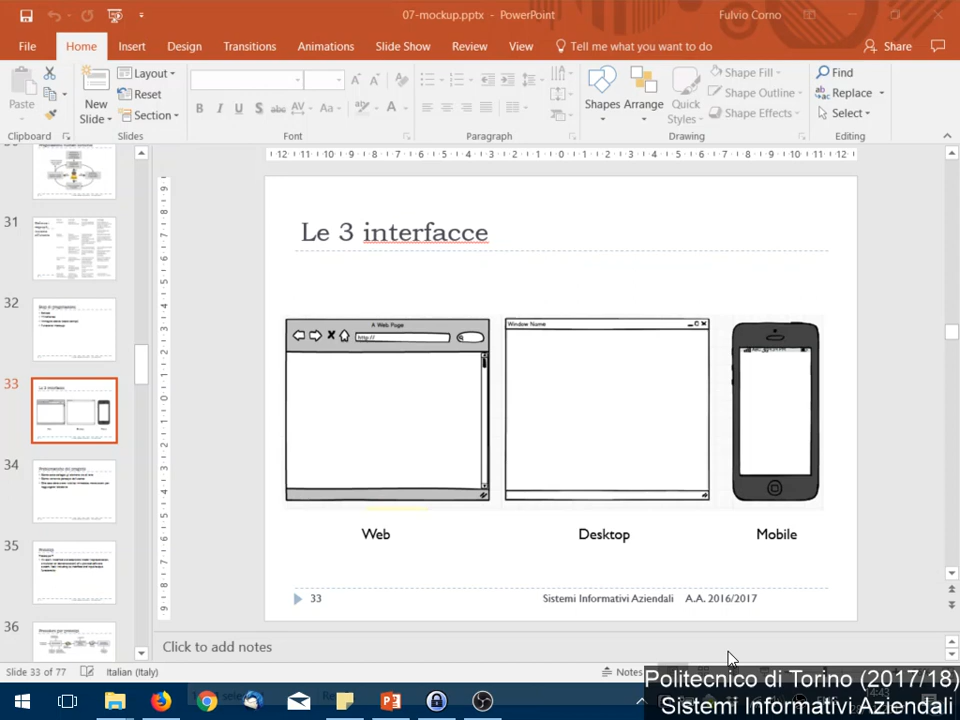 07-mockup.pptx - PowerPoint
Fulvio Corno
File Home Insert Design Transitions Animations Slide Show Review View Tell me what you want to do Share
Paste
New Slide
Layout
Reset
Section
Shapes Arrange Quick Styles
Shape Fill
Shape Outline
Shape Effects
Find
Replace
Select
Clipboard Slides Font Paragraph Drawing Editing
31
32
33
34
35
36
Le 3 interfacce
A Web Page
http://
Window Name
Web Desktop Mobile
33 Sistemi Informativi Aziendali A.A. 2016/2017
Click to add notes
Slide 33 of 77 Italian (Italy) Notes
Politecnico di Torino (2017/18)
Sistemi Informativi Aziendali